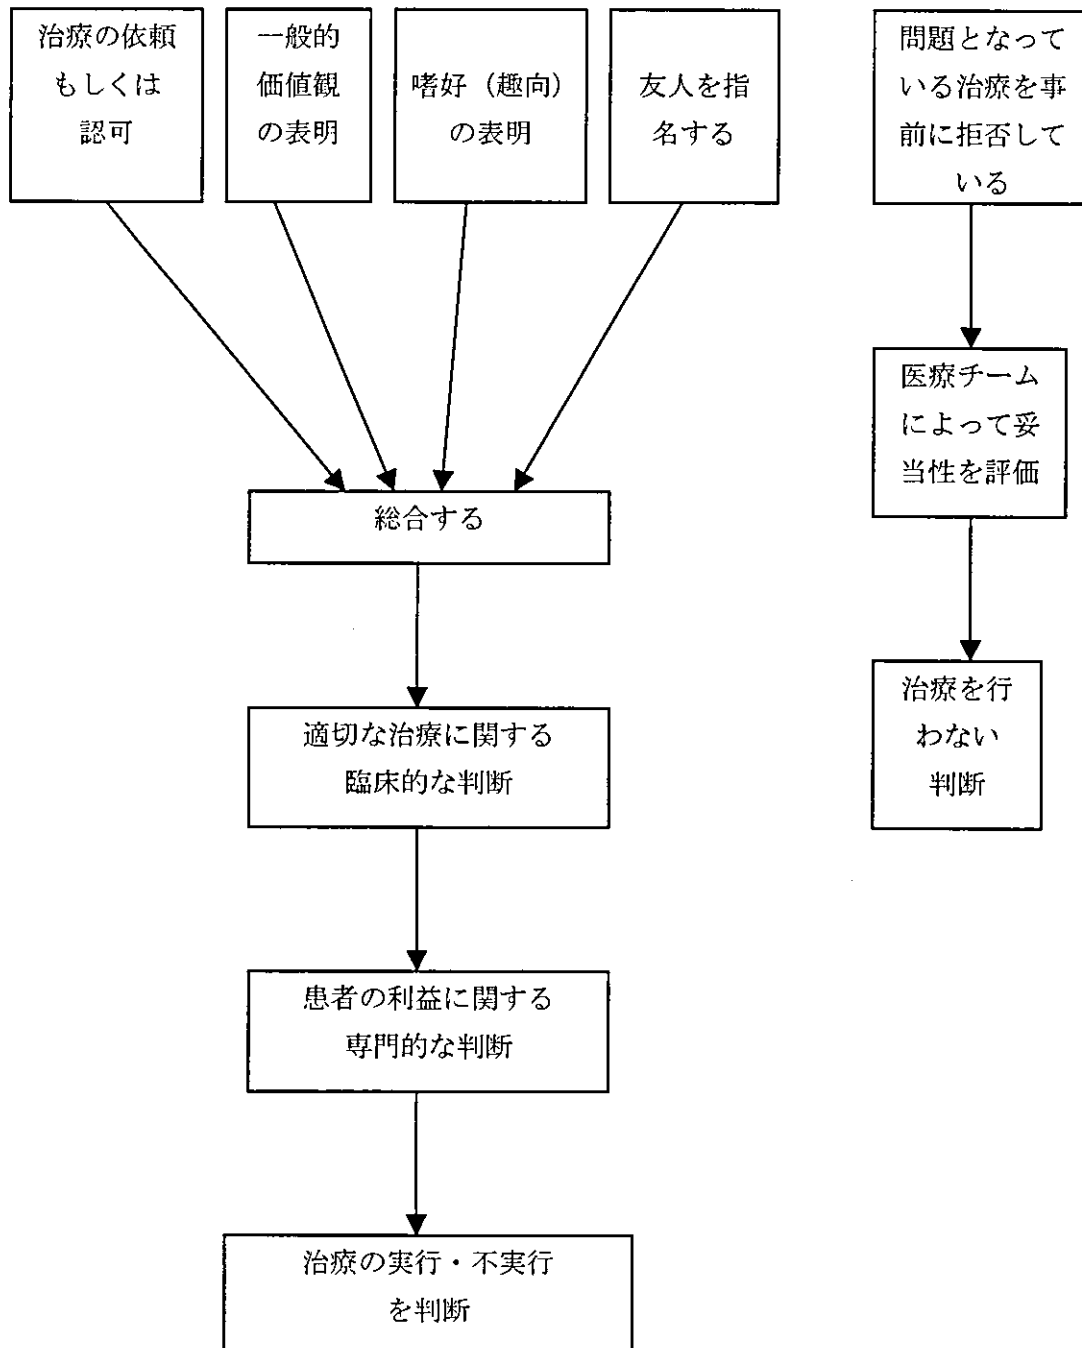 治療の依頼
もしくは
認可
一般的
価値観
の表明
嗜好（趣向）
の表明
友人を指
名する
問題となって
いる治療を事
前に拒否して
いる
医療チーム
によって妥
当性を評価
総合する
適切な治療に関する
臨床的な判断
治療を行
わない
判断
患者の利益に関する
専門的な判断
治療の実行・不実行
を判断